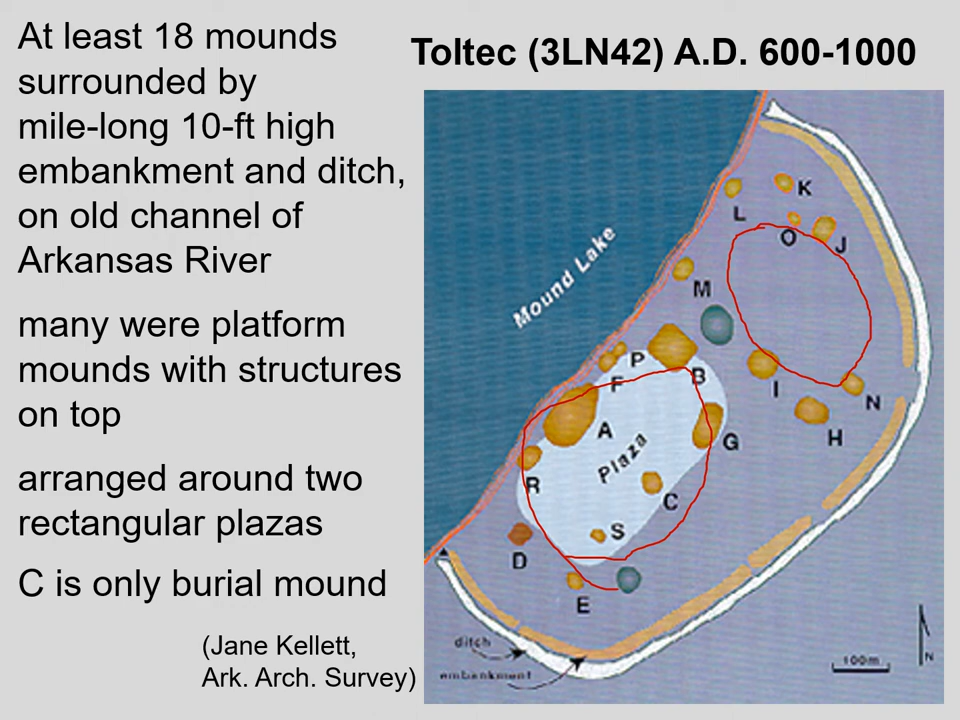 At least 18 mounds
surrounded by
mile-long 10-ft high
embankment and ditch,
on old channel of
Arkansas River
many were platform
mounds with structures
on top
arranged around two
rectangular plazas
C is only burial mound
(Jane Kellett,
Ark. Arch. Survey)
Toltec (3LN42) A.D. 600-1000
K
L
O
J
Mound Lake
M
P
F
B
I
N
A
H
Plaza
G
R
C
S
D
E
ditch
embankment
100m
N